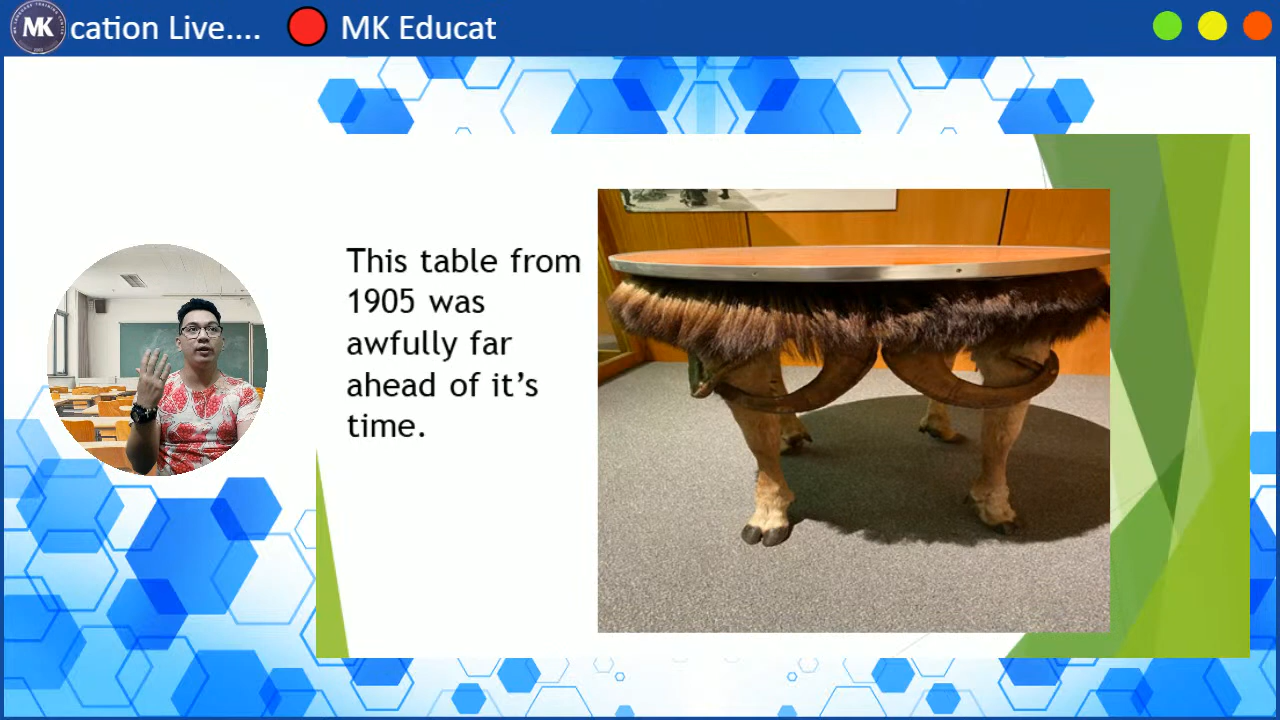 MK
cation Live....
MK Educat
This table from
1905 was
awfully far
ahead of it’s
time.